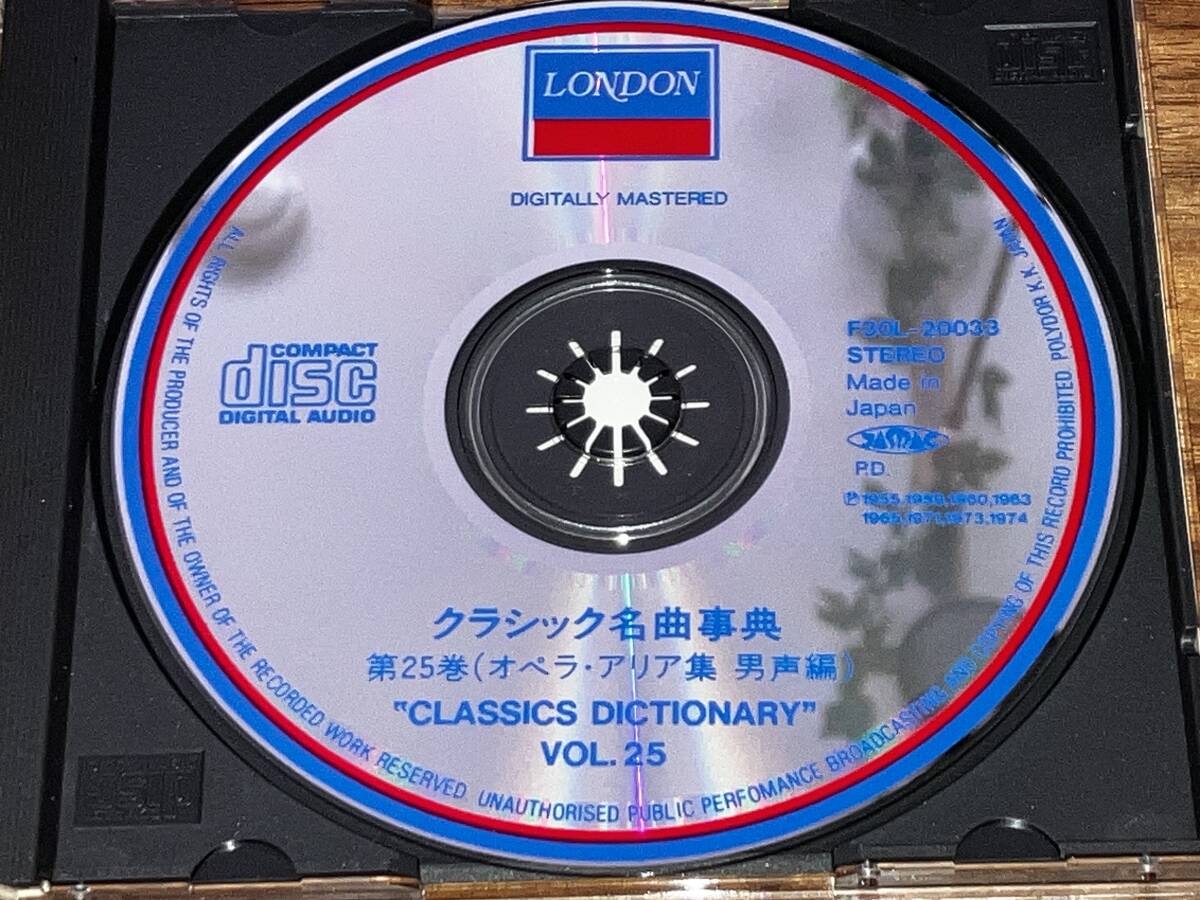 LONDON
DIGITALLY MASTERED
COMPACT
disc
DIGITAL AUDIO
F30L-20033
STEREO
Made in
Japan
JASRAC
P.D.
℗1955,1959,1960,1963
1965,1971,1973,1974
クラシック名曲事典
第25巻(オペラ・アリア集 男声編)
"CLASSICS DICTIONARY"
VOL.25
ALL RIGHTS OF THE PRODUCER AND OF THE OWNER OF THE RECORDED WORK RESERVED. UNAUTHORISED PUBLIC PERFOMANCE BROADCASTING AND COPYING OF THIS RECORD PROHIBITED POLYDOR K.K. JAPAN